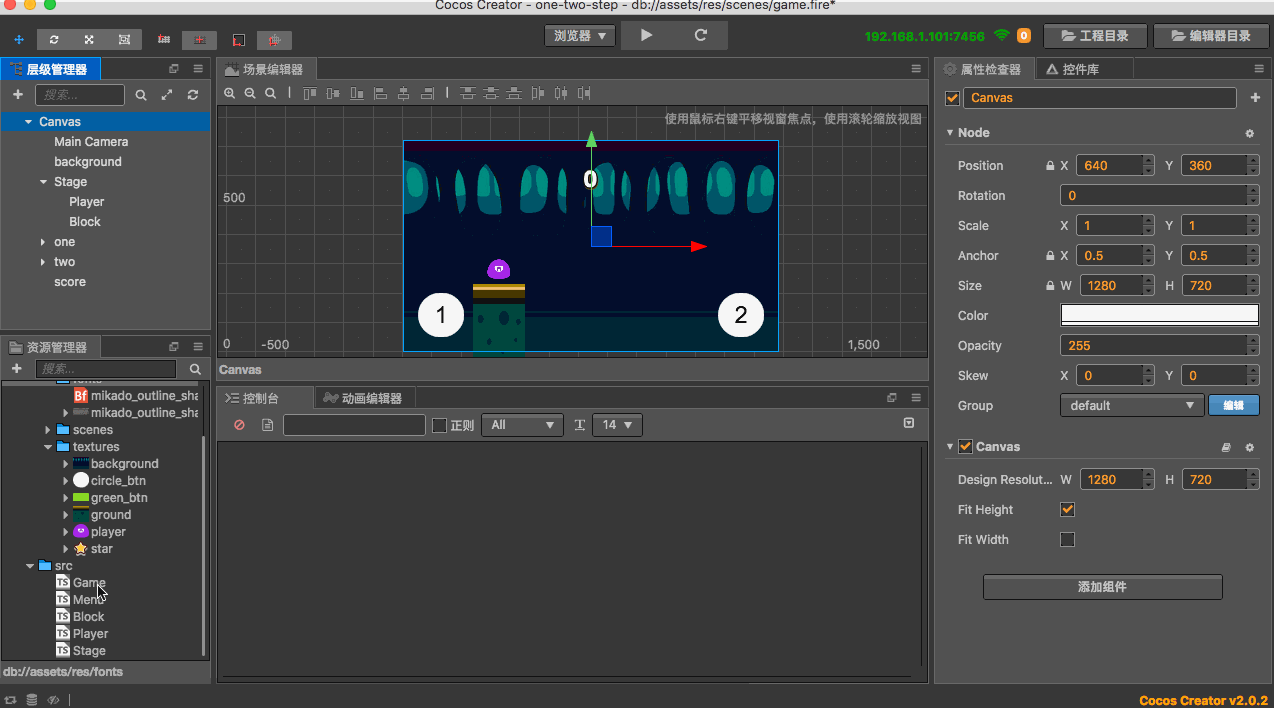 Cocos Creator - one-two-step - db://assets/res/scenes/game.fire*
浏览器
192.168.1.101:7456
0
工程目录
编辑器目录
层级管理器
搜索...
Canvas
Main Camera
background
Stage
Player
Block
one
two
score
场景编辑器
使用鼠标右键平移视窗焦点，使用滚轮缩放视图
500
0
1
2
0
-500
1,500
Canvas
资源管理器
搜索...
fonts
Bf mikado_outline_sha
mikado_outline_sha
scenes
textures
background
circle_btn
green_btn
ground
player
star
src
TS Game
TS Menu
TS Block
TS Player
TS Stage
db://assets/res/fonts
控制台
动画编辑器
正则
All
14
属性检查器
控件库
Canvas
Node
Position X 640 Y 360
Rotation 0
Scale X 1 Y 1
Anchor X 0.5 Y 0.5
Size W 1280 H 720
Color
Opacity 255
Skew X 0 Y 0
Group default 编辑
Canvas
Design Resolut... W 1280 H 720
Fit Height
Fit Width
添加组件
Cocos Creator v2.0.2